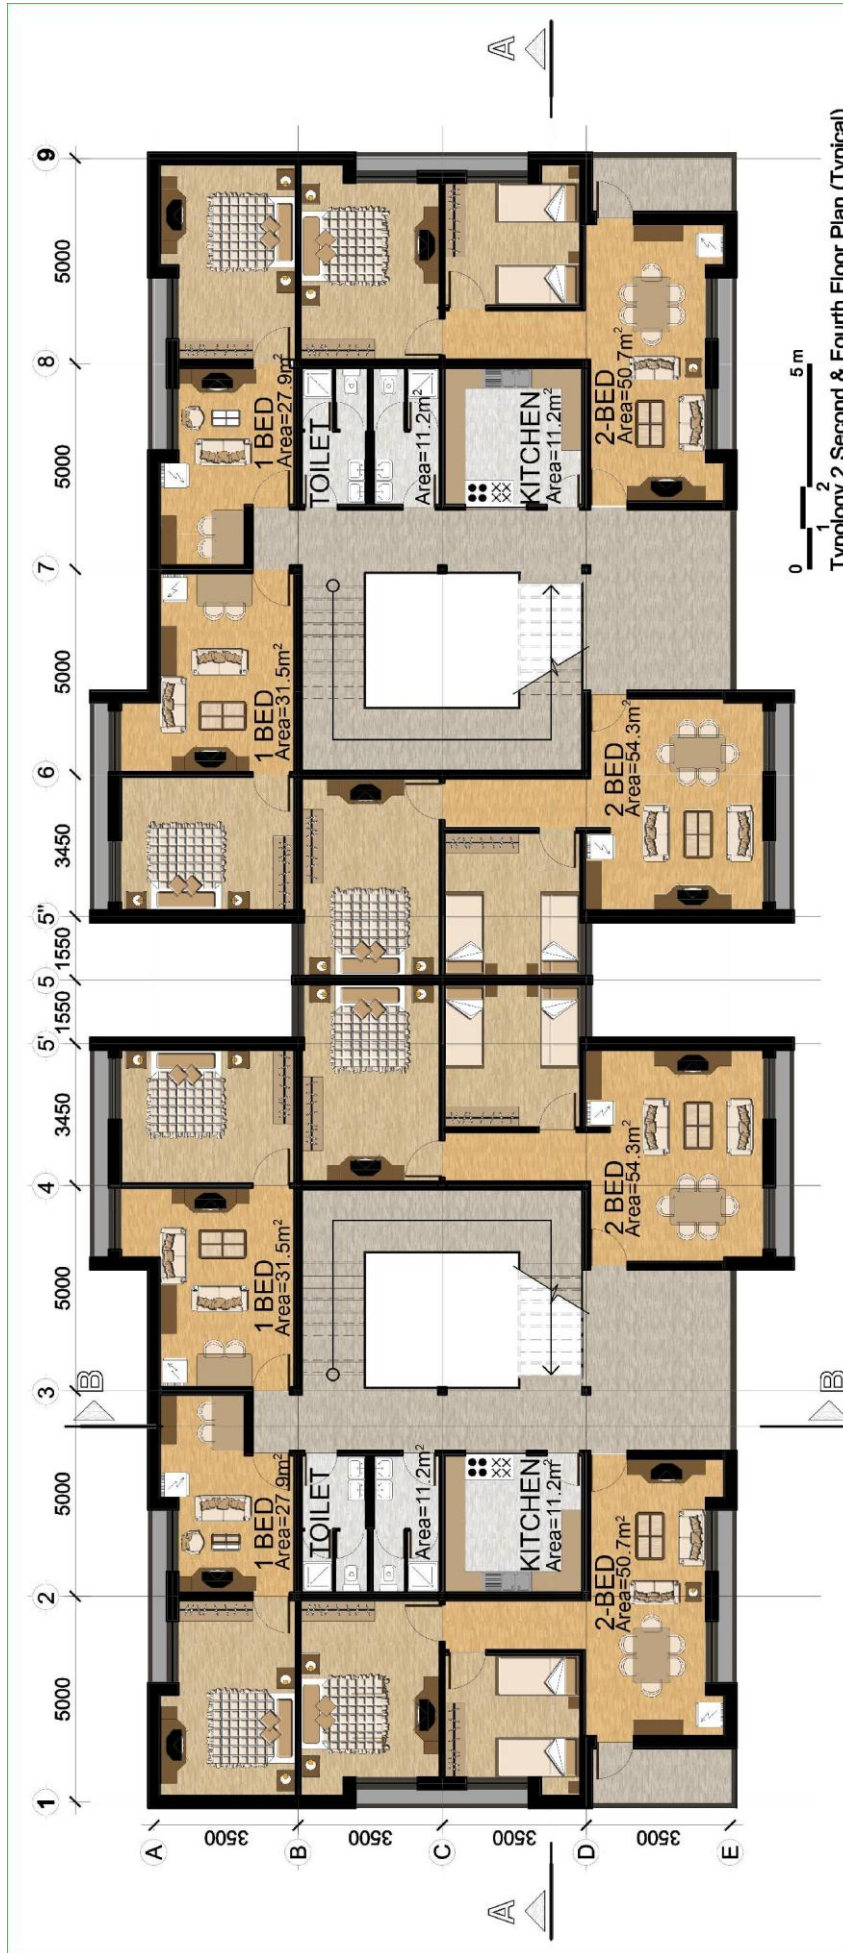 A
A
1
2
3
4
5'
5
5"
6
7
8
9
5000
5000
5000
3450
1550
1550
3450
5000
5000
5000
A
B
C
D
E
3500
3500
3500
3500
B
B
1 BED
Area=27.9m²
1 BED
Area=31.5m²
1 BED
Area=31.5m²
1 BED
Area=27.9m²
TOILET
Area=11.2m²
TOILET
Area=11.2m²
KITCHEN
Area=11.2m²
KITCHEN
Area=11.2m²
2-BED
Area=50.7m²
2 BED
Area=54.3m²
2 BED
Area=54.3m²
2-BED
Area=50.7m²
0 1 2 5 m
Typology 2 Second & Fourth Floor Plan (Typical)